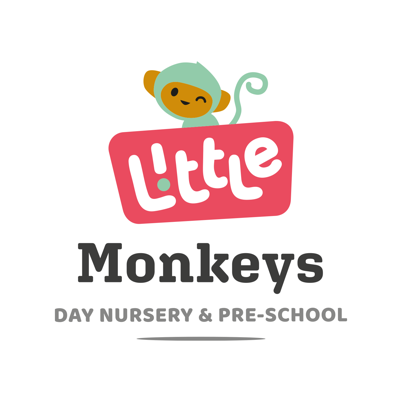 Little
Monkeys
DAY NURSERY & PRE-SCHOOL